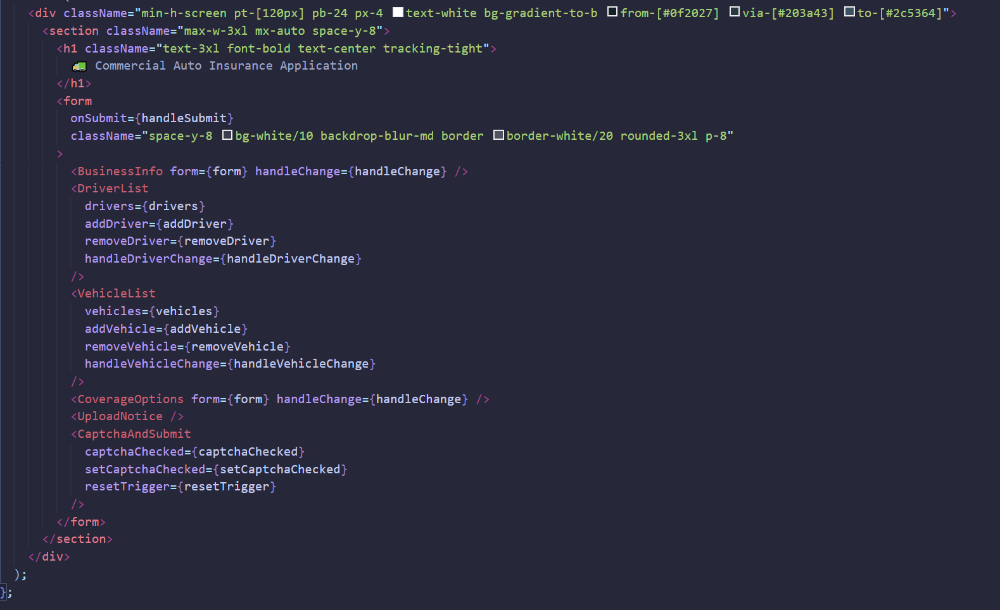 <div className="min-h-screen pt-[120px] pb-24 px-4 text-white bg-gradient-to-b from-[#0f2027] via-[#203a43] to-[#2c5364]">
<section className="max-w-3xl mx-auto space-y-8">
<h1 className="text-3xl font-bold text-center tracking-tight">
🚛 Commercial Auto Insurance Application
</h1>
<form
onSubmit={handleSubmit}
className="space-y-8 bg-white/10 backdrop-blur-md border border-white/20 rounded-3xl p-8"
>
<BusinessInfo form={form} handleChange={handleChange} />
<DriverList
drivers={drivers}
addDriver={addDriver}
removeDriver={removeDriver}
handleDriverChange={handleDriverChange}
/>
<VehicleList
vehicles={vehicles}
addVehicle={addVehicle}
removeVehicle={removeVehicle}
handleVehicleChange={handleVehicleChange}
/>
<CoverageOptions form={form} handleChange={handleChange} />
<UploadNotice />
<CaptchaAndSubmit
captchaChecked={captchaChecked}
setCaptchaChecked={setCaptchaChecked}
resetTrigger={resetTrigger}
/>
</form>
</section>
</div>
);
};